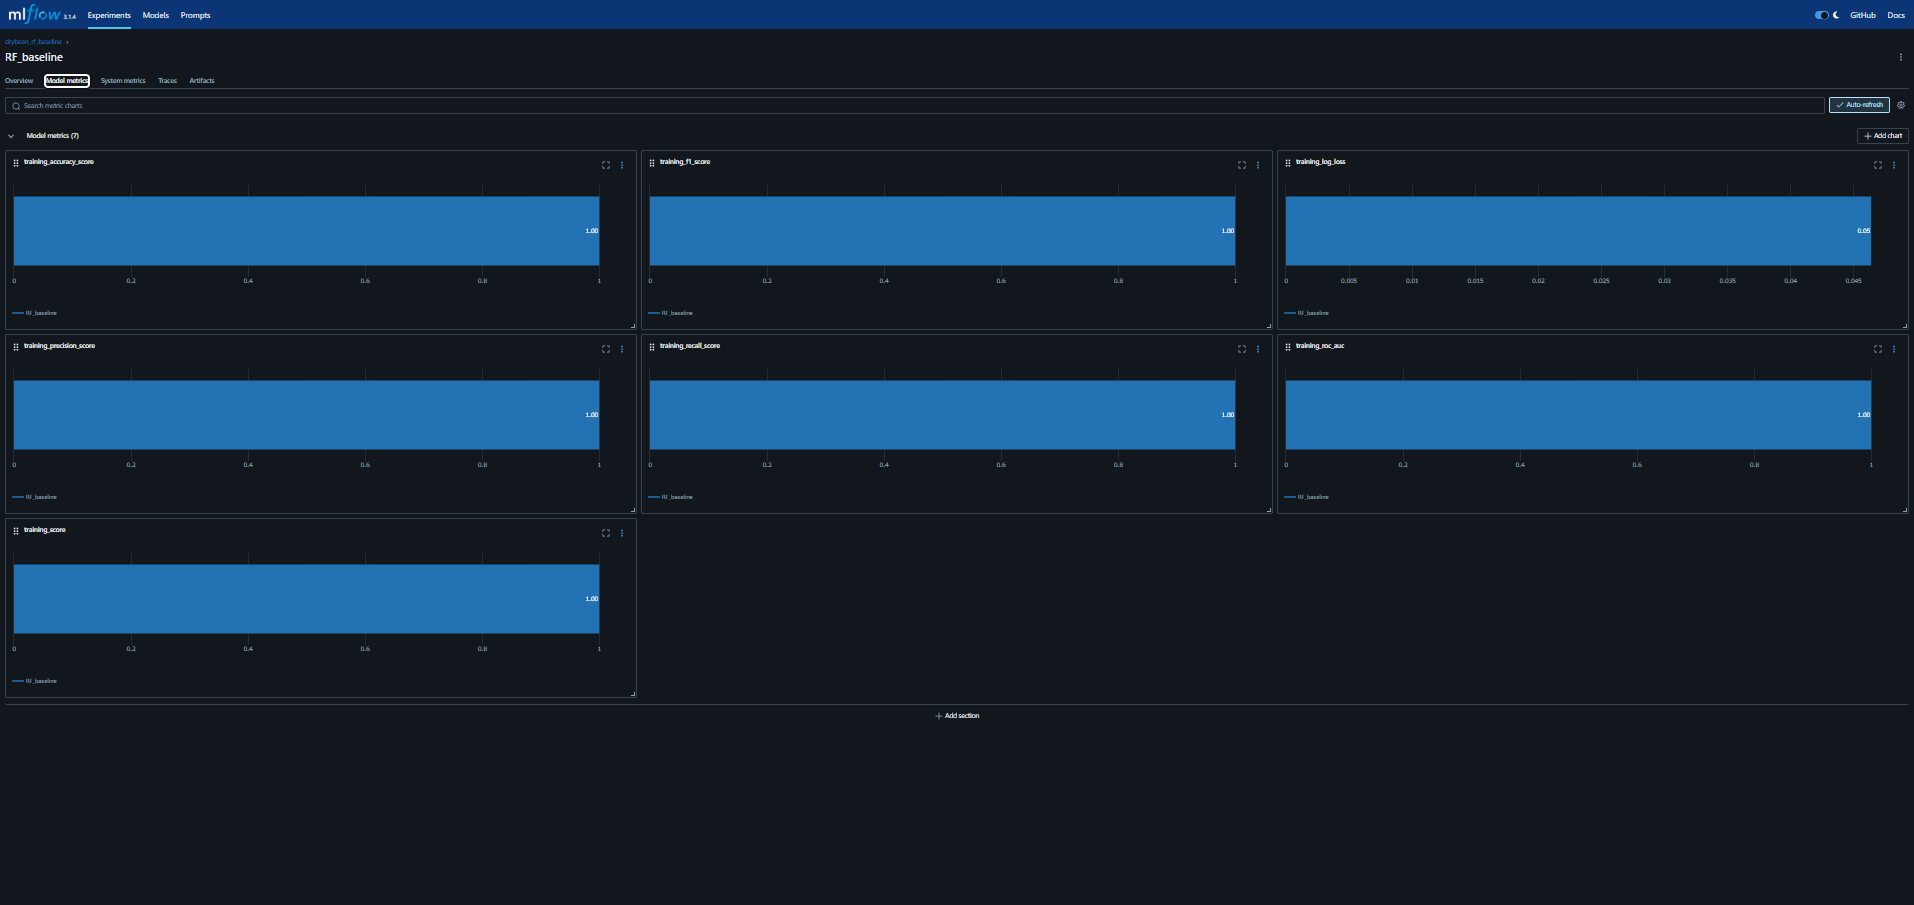 mlflow 3.1.4 Experiments Models Prompts GitHub Docs
drybean_rf_baseline ›
RF_baseline
Overview Model metrics System metrics Traces Artifacts
Search metric charts Auto-refresh
Model metrics (7) Add chart
training_accuracy_score
1.00
0 0.2 0.4 0.6 0.8 1
RF_baseline
training_f1_score
1.00
0 0.2 0.4 0.6 0.8 1
RF_baseline
training_log_loss
0.05
0 0.005 0.01 0.015 0.02 0.025 0.03 0.035 0.04 0.045
RF_baseline
training_precision_score
1.00
0 0.2 0.4 0.6 0.8 1
RF_baseline
training_recall_score
1.00
0 0.2 0.4 0.6 0.8 1
RF_baseline
training_roc_auc
1.00
0 0.2 0.4 0.6 0.8 1
RF_baseline
training_score
1.00
0 0.2 0.4 0.6 0.8 1
RF_baseline
Add section